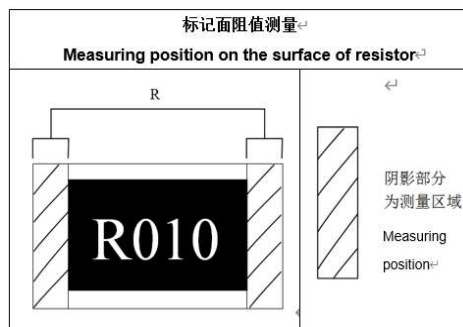 标记面阻值测量
Measuring position on the surface of resistor
R
R010
阴影部分
为测量区域
Measuring
position